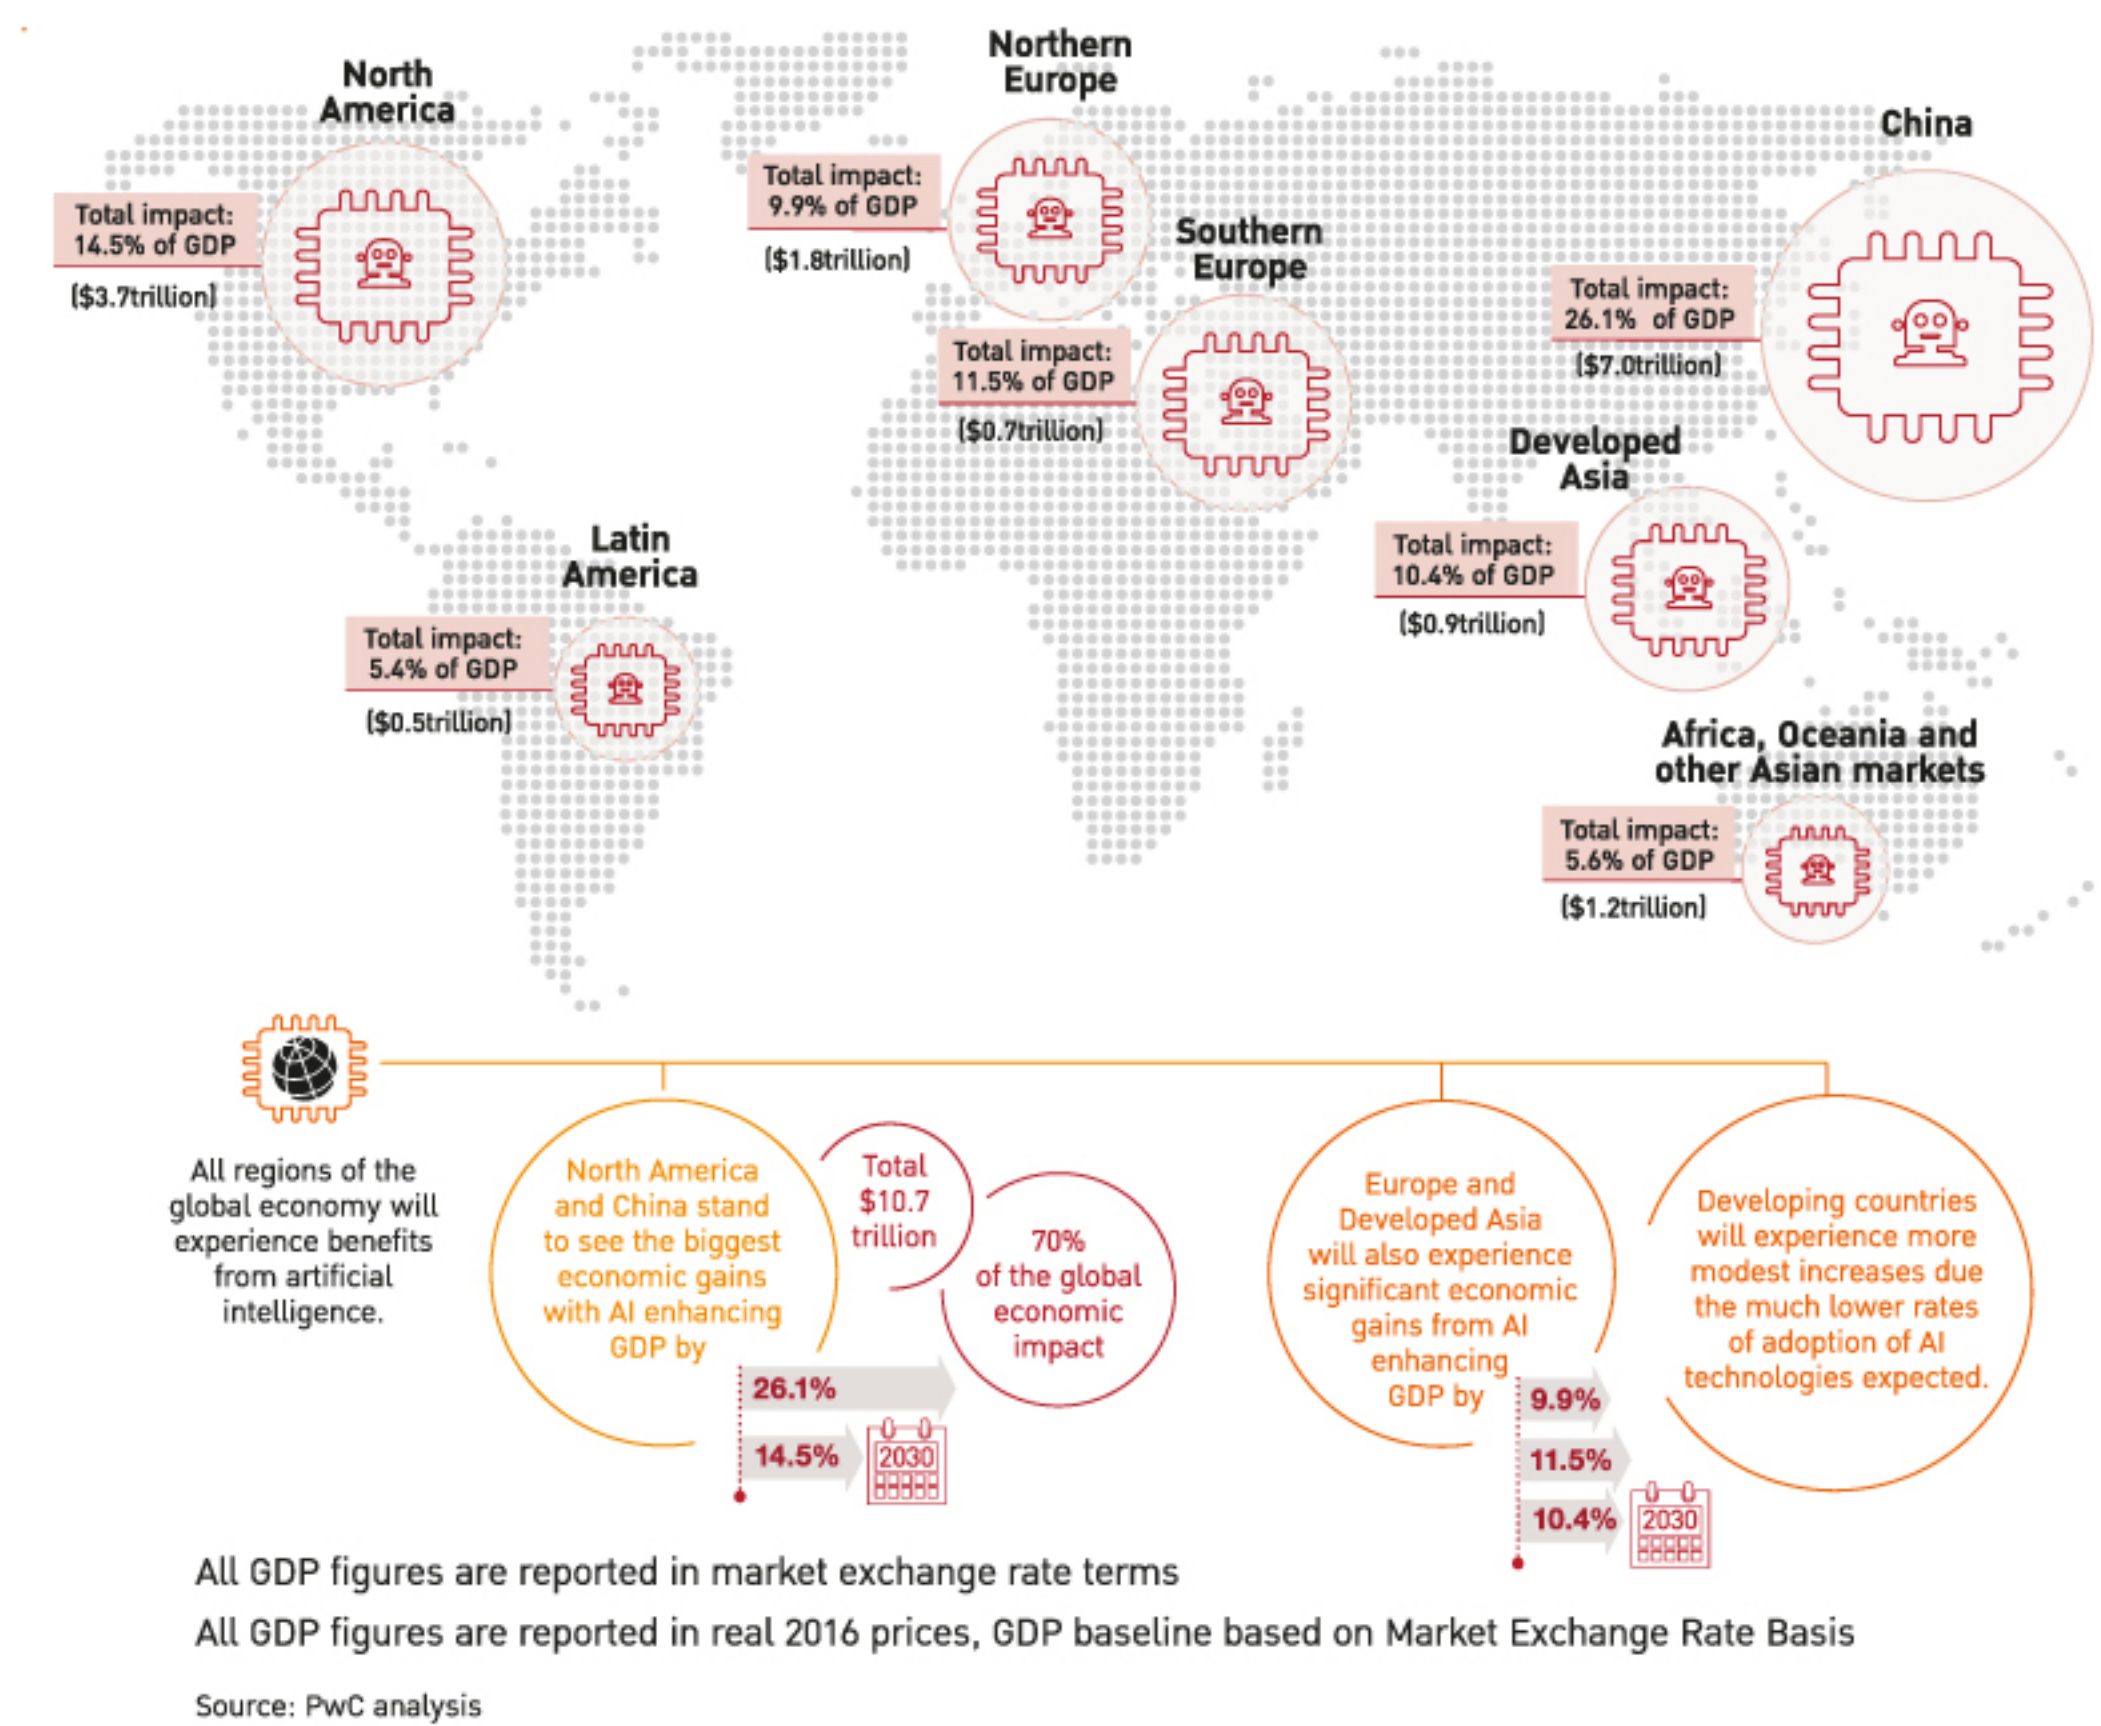 North
America
Total impact:
14.5% of GDP
($3.7trillion)
Northern
Europe
Total impact:
9.9% of GDP
($1.8trillion)
Southern
Europe
Total impact:
11.5% of GDP
($0.7trillion)
China
Total impact:
26.1% of GDP
($7.0trillion)
Developed
Asia
Total impact:
10.4% of GDP
($0.9trillion)
Latin
America
Total impact:
5.4% of GDP
($0.5trillion)
Africa, Oceania and
other Asian markets
Total impact:
5.6% of GDP
($1.2trillion)
All regions of the
global economy will
experience benefits
from artificial
intelligence.
North America
and China stand
to see the biggest
economic gains
with AI enhancing
GDP by
26.1%
14.5%
2030
Total
$10.7
trillion
70%
of the global
economic
impact
Europe and
Developed Asia
will also experience
significant economic
gains from AI
enhancing
GDP by
9.9%
11.5%
10.4%
2030
Developing countries
will experience more
modest increases due
the much lower rates
of adoption of AI
technologies expected.
All GDP figures are reported in market exchange rate terms
All GDP figures are reported in real 2016 prices, GDP baseline based on Market Exchange Rate Basis
Source: PwC analysis